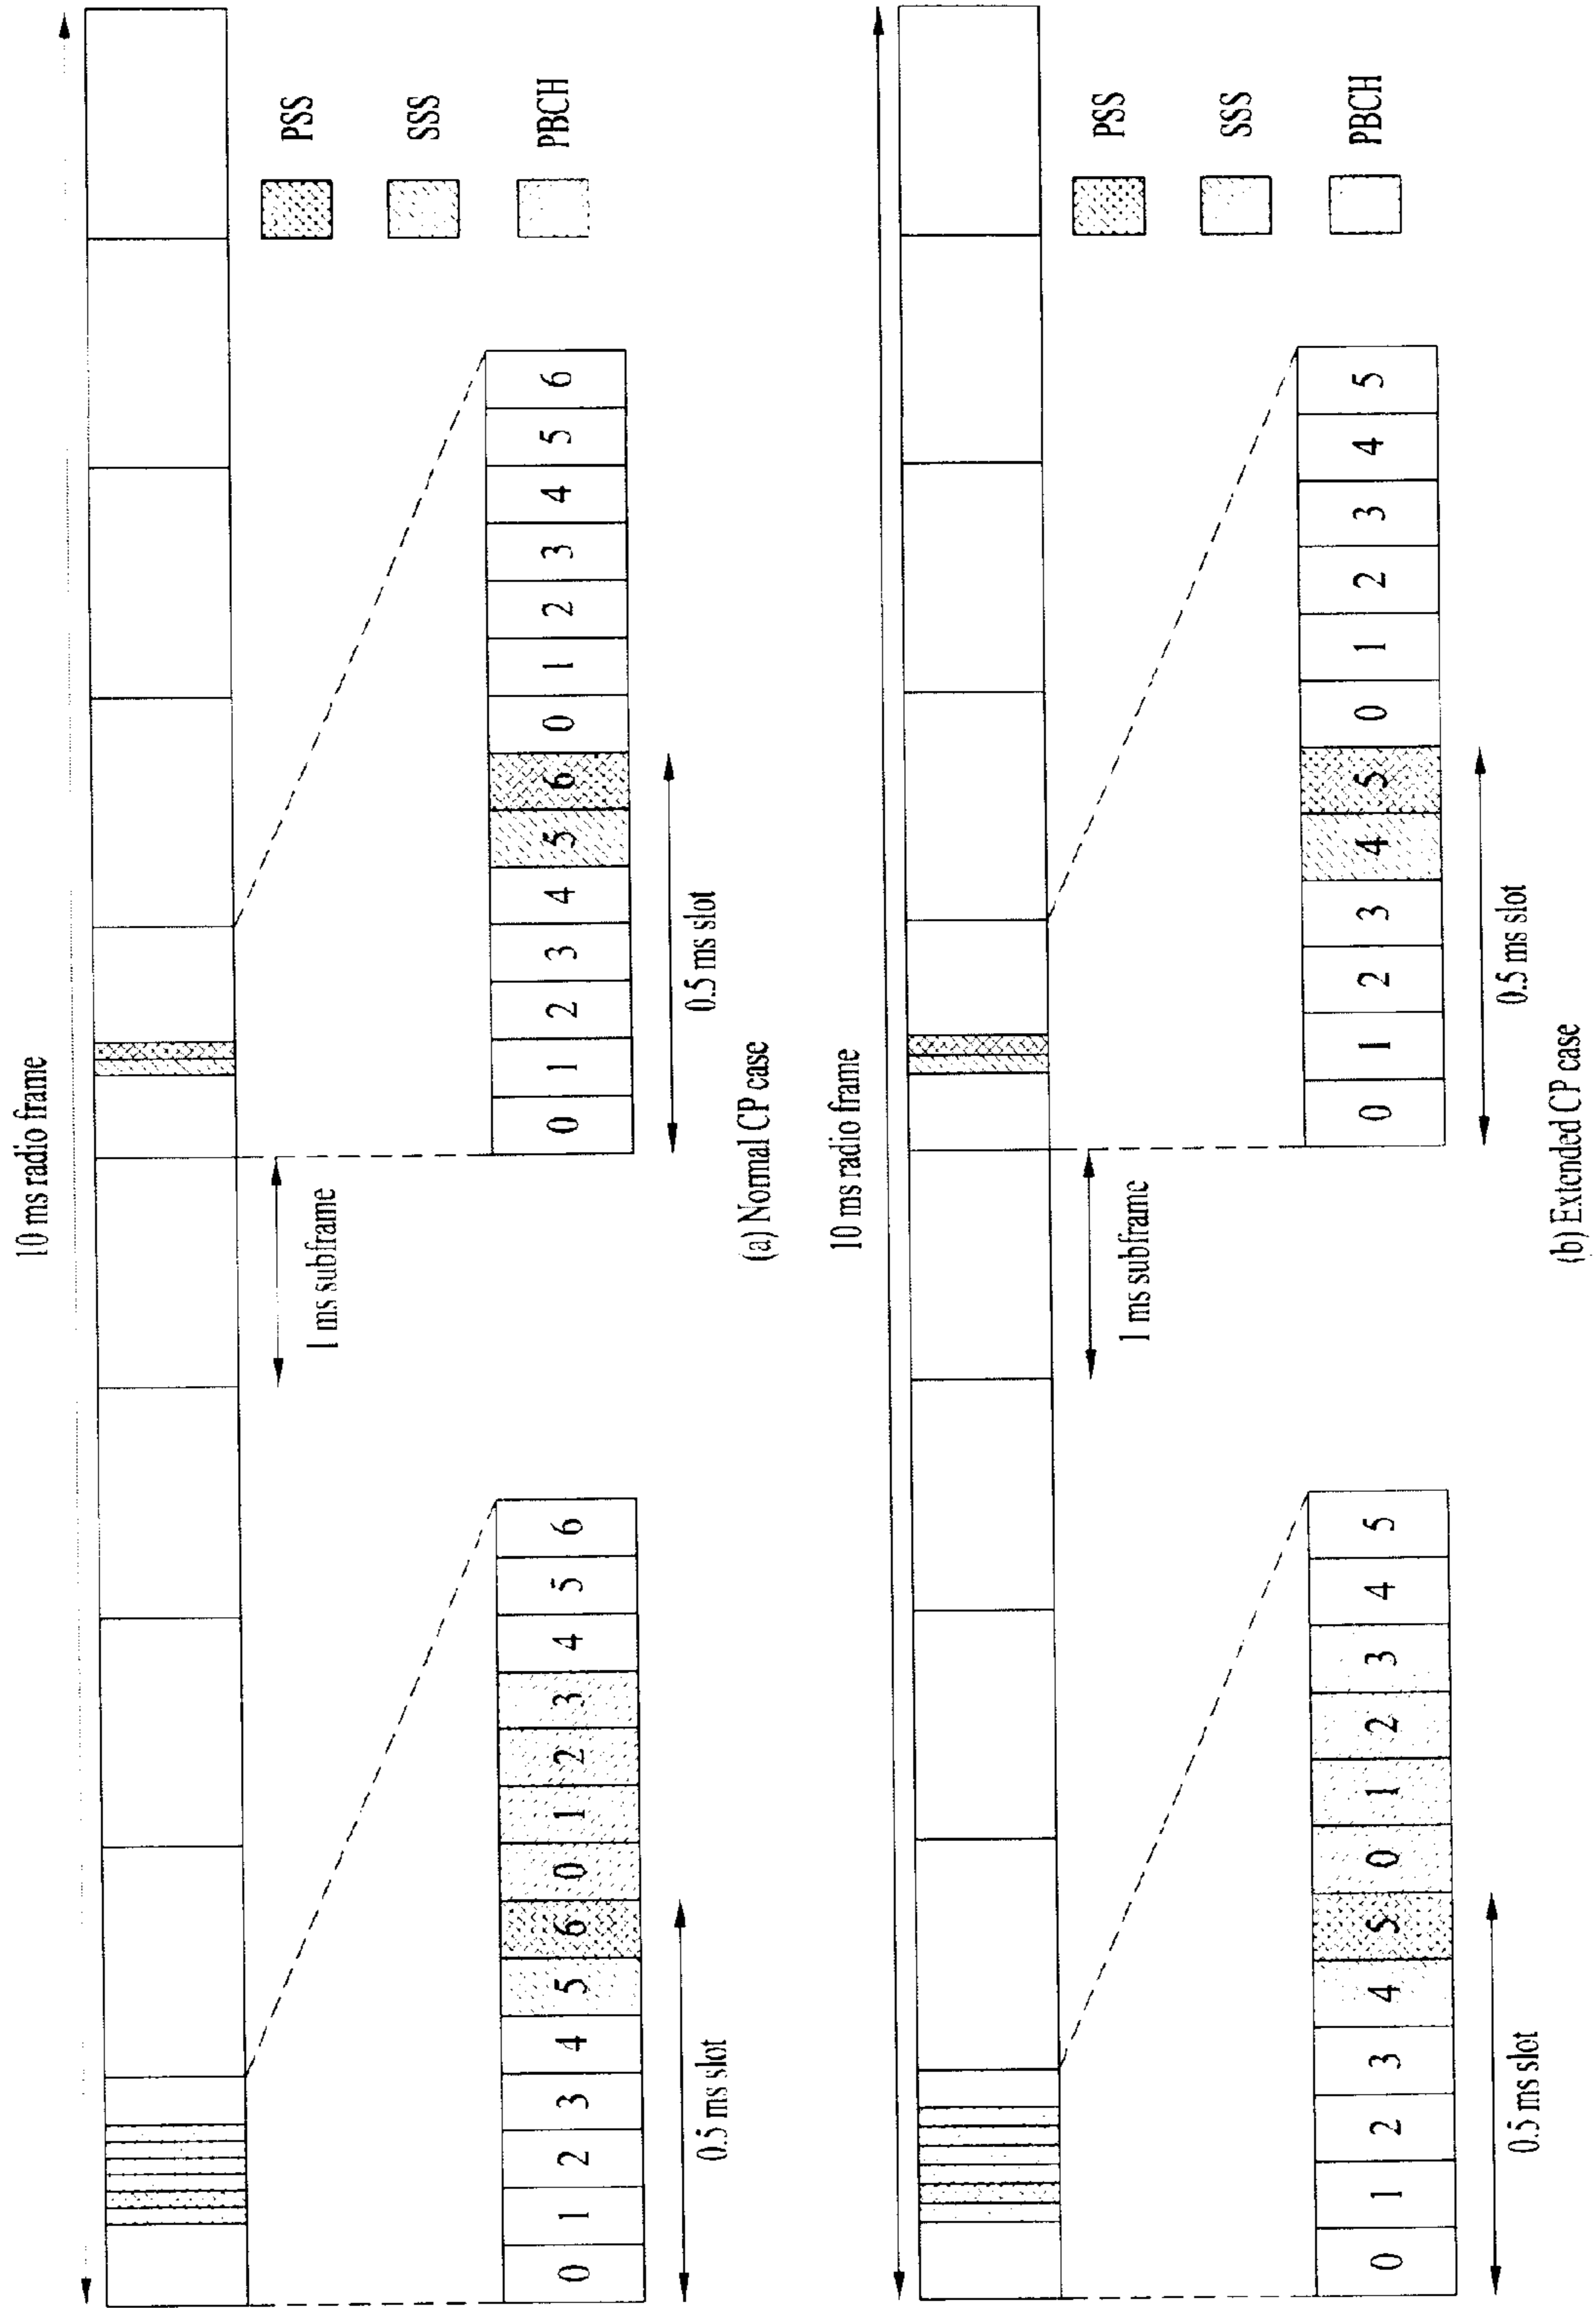 10 ms radio frame
PSS
SSS
PBCH
1 ms subframe
0 1 2 3 4 5 6 0 1 2 3 4 5 6
0 1 2 3 4 5 6 0 1 2 3 4 5 6
0.5 ms slot
0.5 ms slot
(a) Normal CP case
10 ms radio frame
PSS
SSS
PBCH
1 ms subframe
0 1 2 3 4 5 0 1 2 3 4 5
0 1 2 3 4 5 0 1 2 3 4 5
0.5 ms slot
0.5 ms slot
(b) Extended CP case